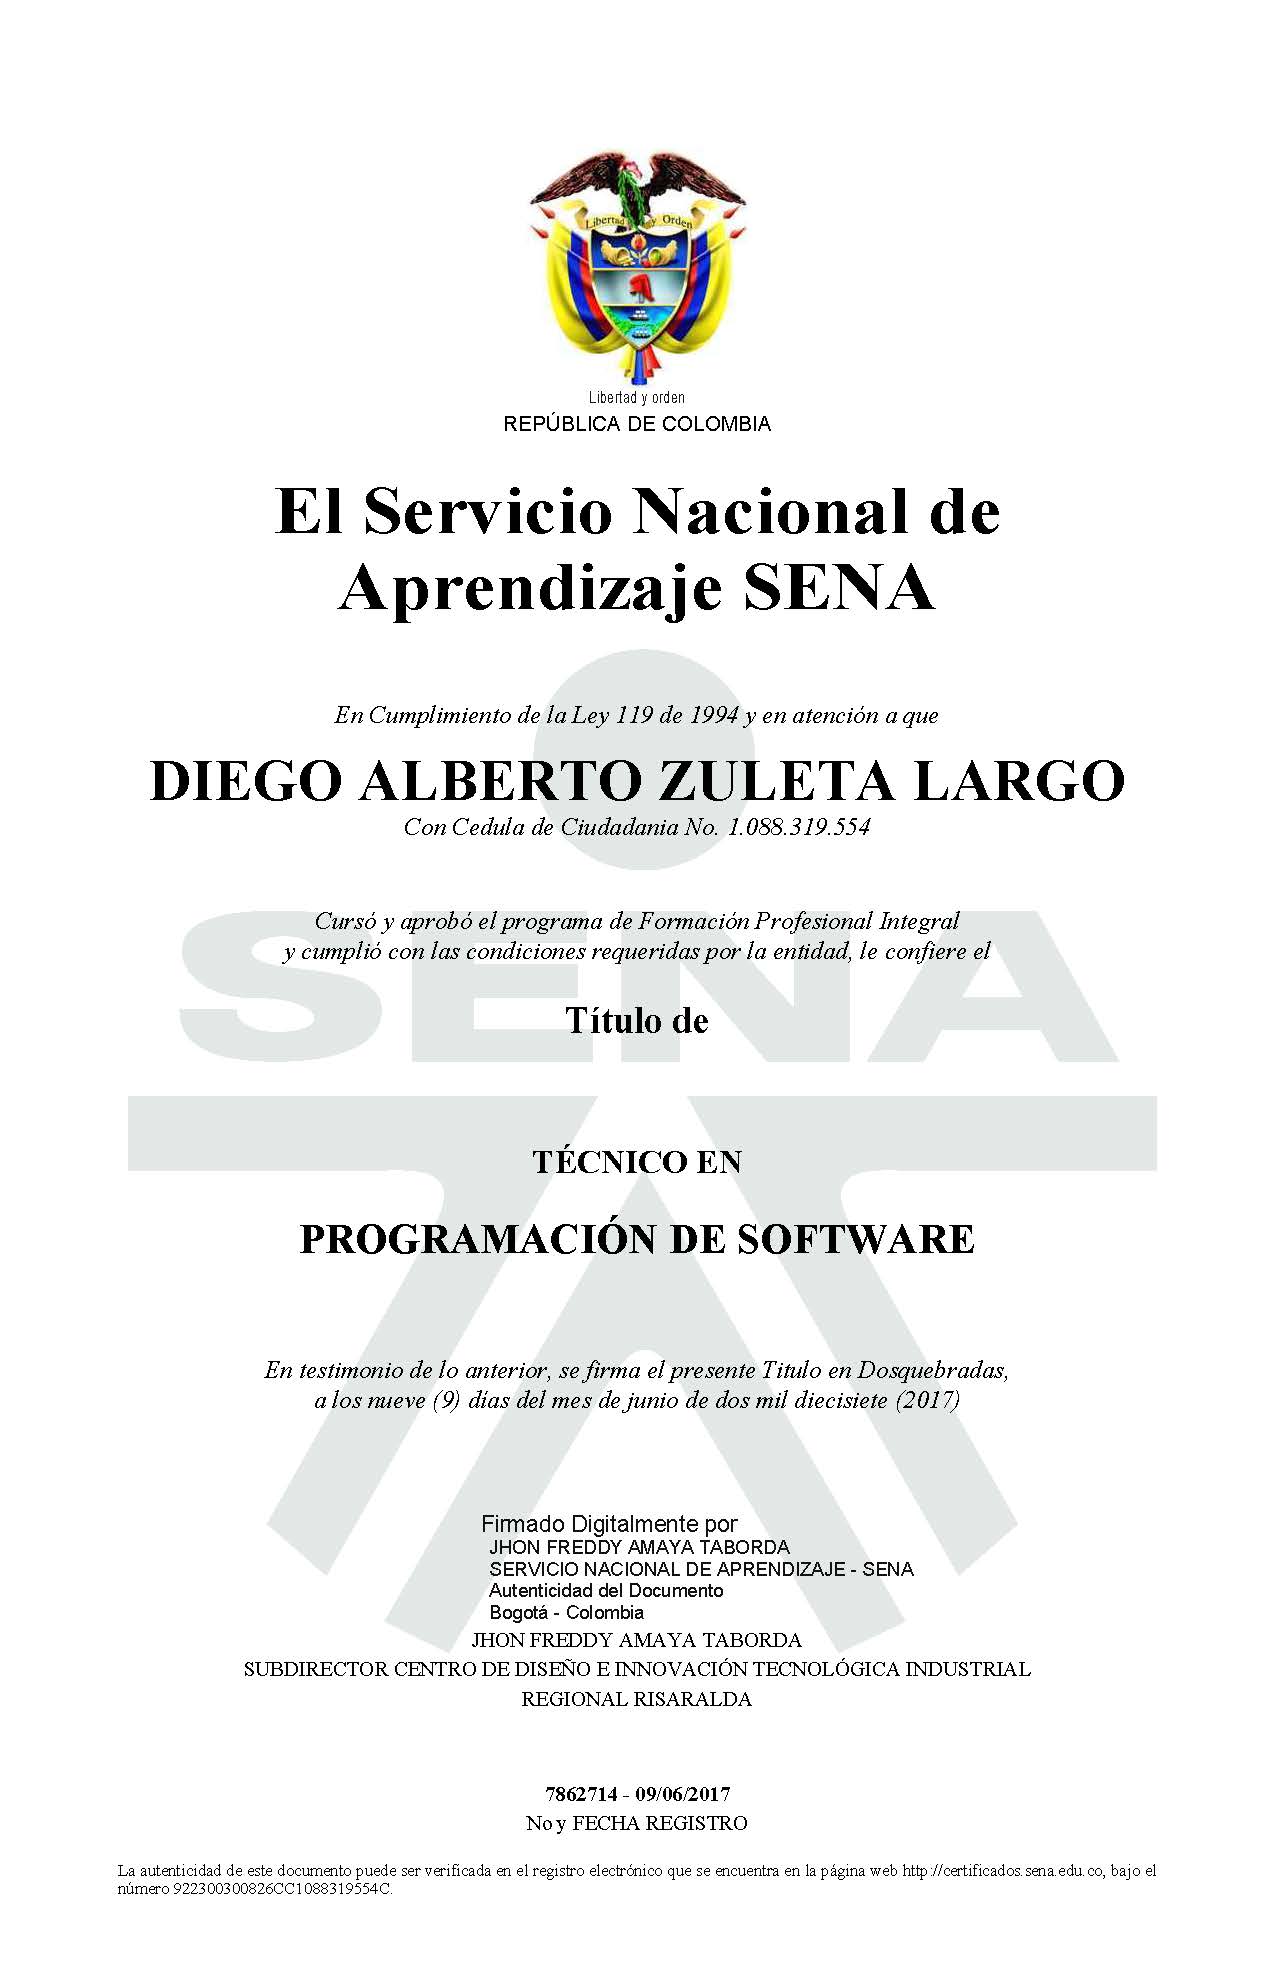 Libertad y Orden
Libertad y orden
REPÚBLICA DE COLOMBIA
El Servicio Nacional de
Aprendizaje SENA
En Cumplimiento de la Ley 119 de 1994 y en atención a que
DIEGO ALBERTO ZULETA LARGO
Con Cedula de Ciudadania No. 1.088.319.554
SENA
Cursó y aprobó el programa de Formación Profesional Integral
y cumplió con las condiciones requeridas por la entidad, le confiere el
Título de
TÉCNICO EN
PROGRAMACIÓN DE SOFTWARE
En testimonio de lo anterior, se firma el presente Titulo en Dosquebradas,
a los nueve (9) días del mes de junio de dos mil diecisiete (2017)
Firmado Digitalmente por
JHON FREDDY AMAYA TABORDA
SERVICIO NACIONAL DE APRENDIZAJE - SENA
Autenticidad del Documento
Bogotá - Colombia
JHON FREDDY AMAYA TABORDA
SUBDIRECTOR CENTRO DE DISEÑO E INNOVACIÓN TECNOLÓGICA INDUSTRIAL
REGIONAL RISARALDA
7862714 - 09/06/2017
No y FECHA REGISTRO
La autenticidad de este documento puede ser verificada en el registro electrónico que se encuentra en la página web http://certificados.sena.edu.co, bajo el
número 922300300826CC1088319554C.